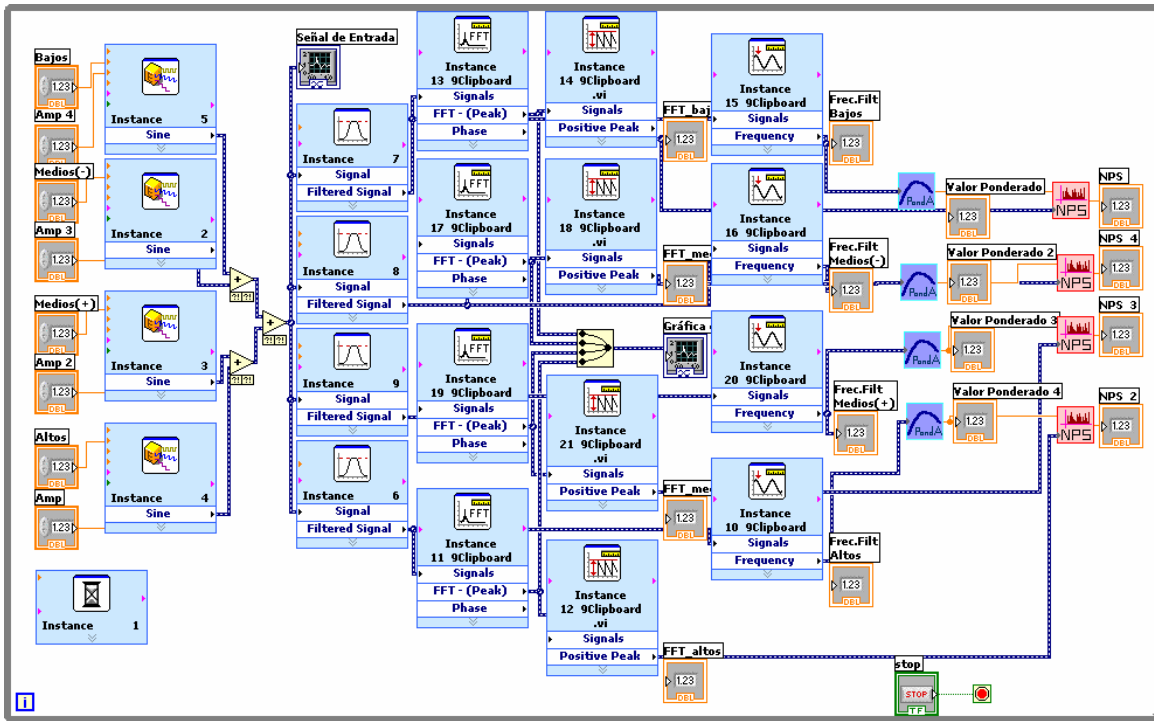 Bajos
1.23
DBL
Amp 4
1.23
DBL
Medios(-)
1.23
DBL
Amp 3
1.23
DBL
Medios(+)
1.23
DBL
Amp 2
1.23
DBL
Altos
1.23
DBL
Amp
1.23
DBL
Instance 5
Sine
Instance 2
Sine
Instance 3
Sine
Instance 4
Sine
Instance 1
+
?! ?!
+
?! ?!
+
?! ?!
Señal de Entrada
Instance 7
Signal
Filtered Signal
Instance 8
Signal
Filtered Signal
Instance 9
Signal
Filtered Signal
Instance 6
Signal
Filtered Signal
FFT
Instance
13 9Clipboard
Signals
FFT - (Peak)
Phase
FFT
Instance
17 9Clipboard
Signals
FFT - (Peak)
FFT
Instance
19 9Clipboard
Signals
FFT - (Peak)
Phase
FFT
Instance
11 9Clipboard
Signals
FFT - (Peak)
Phase
Instance
14 9Clipboard
.vi
Signals
Positive Peak
Instance
18 9Clipboard
.vi
Signals
Positive Peak
Instance
21 9Clipboard
.vi
Signals
Positive Peak
Instance
12 9Clipboard
.vi
Signals
Positive Peak
FFT_baj
1.23
DBL
FFT_med
1.23
DBL
Gráfica
FFT_med
1.23
DBL
FFT_altos
1.23
DBL
Instance
15 9Clipboard
Signals
Frequency
Instance
16 9Clipboard
Signals
Frequency
Instance
20 9Clipboard
Signals
Frequency
Instance
10 9Clipboard
Signals
Frequency
Frec.Filt
Bajos
1.23
DBL
Frec.Filt
Medios(-)
1.23
DBL
Frec.Filt
Medios(+)
1.23
DBL
Frec.Filt
Altos
1.23
DBL
PondA
Valor Ponderado
1.23
DBL
NPS
NPS
1.23
DBL
PondA
Valor Ponderado 2
1.23
DBL
NPS
NPS 4
1.23
DBL
PondA
Valor Ponderado 3
1.23
DBL
NPS
NPS 3
1.23
DBL
PondA
Valor Ponderado 4
1.23
DBL
NPS
NPS 2
1.23
DBL
stop
STOP
TF
i